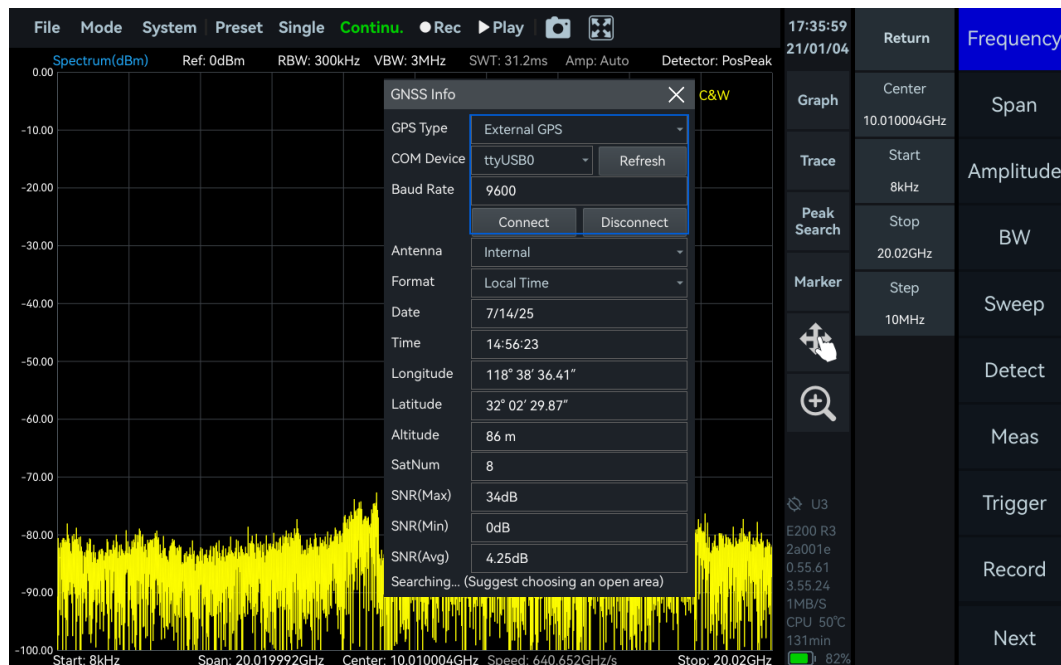 File Mode System Preset Single Continu. Rec Play
17:35:59
21/01/04
Return
Frequency
Spectrum(dBm) Ref: 0dBm RBW: 300kHz VBW: 3MHz SWT: 31.2ms Amp: Auto Detector: PosPeak
0.00
-10.00
-20.00
-30.00
-40.00
-50.00
-60.00
-70.00
-80.00
-90.00
-100.00
C&W
GNSS Info
GPS Type External GPS
COM Device ttyUSB0 Refresh
Baud Rate 9600
Connect Disconnect
Antenna Internal
Format Local Time
Date 7/14/25
Time 14:56:23
Longitude 118° 38′ 36.41″
Latitude 32° 02′ 29.87″
Altitude 86 m
SatNum 8
SNR(Max) 34dB
SNR(Min) 0dB
SNR(Avg) 4.25dB
Searching... (Suggest choosing an open area)
Start: 8kHz Span: 20.019992GHz Center: 10.010004GHz Speed: 640.652GHz/s Stop: 20.02GHz
Graph
Trace
Peak
Search
Marker
U3
E200 R3
2a001e
0.55.61
3.55.24
1MB/S
CPU 50°C
131min
82%
Center
10.010004GHz
Start
8kHz
Stop
20.02GHz
Step
10MHz
Span
Amplitude
BW
Sweep
Detect
Meas
Trigger
Record
Next